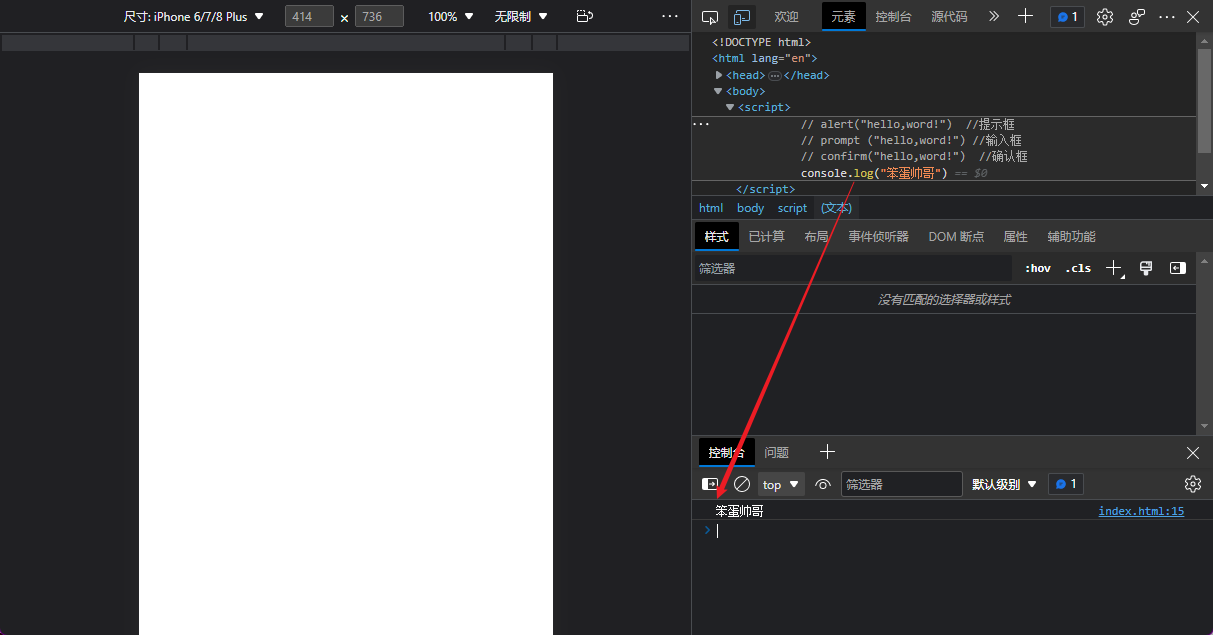 尺寸: iPhone 6/7/8 Plus ▼ 414 × 736 100% ▼ 无限制 ▼ ···
欢迎 元素 控制台 源代码 » + 1 ···
<!DOCTYPE html>
<html lang="en">
▶<head>…</head>
▼<body>
▼<script>
··· // alert("hello,word!")  //提示框
// prompt ("hello,word!") //输入框
// confirm("hello,word!")  //确认框
console.log("笨蛋帅哥") == $0
</script>
html body script (文本)
样式 已计算 布局 事件侦听器 DOM 断点 属性 辅助功能
筛选器 :hov .cls +
没有匹配的选择器或样式
控制台 问题 +
top ▼ 筛选器 默认级别 ▼ 1
笨蛋帅哥 index.html:15
>